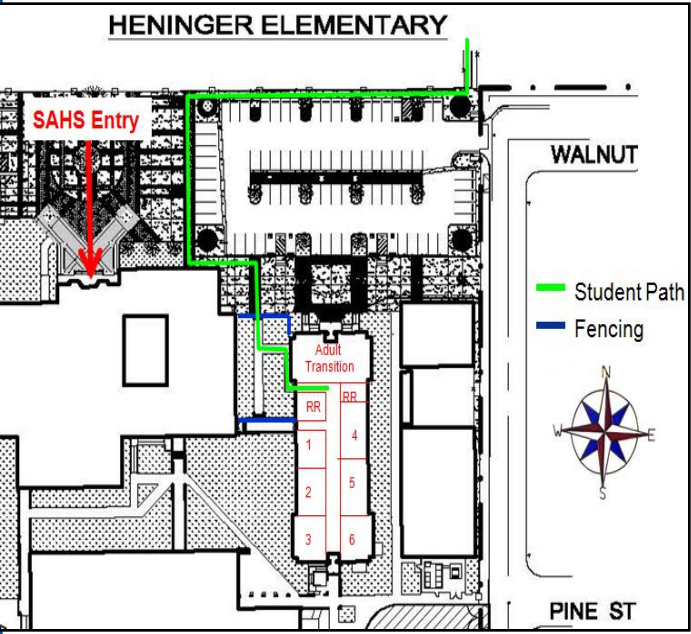 HENINGER ELEMENTARY
SAHS Entry
WALNUT
Student Path
Fencing
Adult
Transition
RR
RR
1
4
2
5
3
6
N
W
E
S
PINE ST